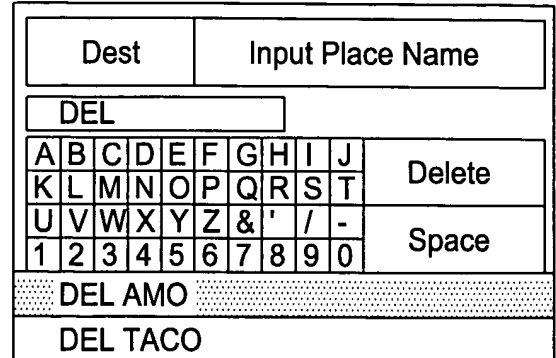 Dest Input Place Name
DEL
A B C D E F G H I J
K L M N O P Q R S T
Delete
U V W X Y Z & ' / -
1 2 3 4 5 6 7 8 9 0
Space
DEL AMO
DEL TACO